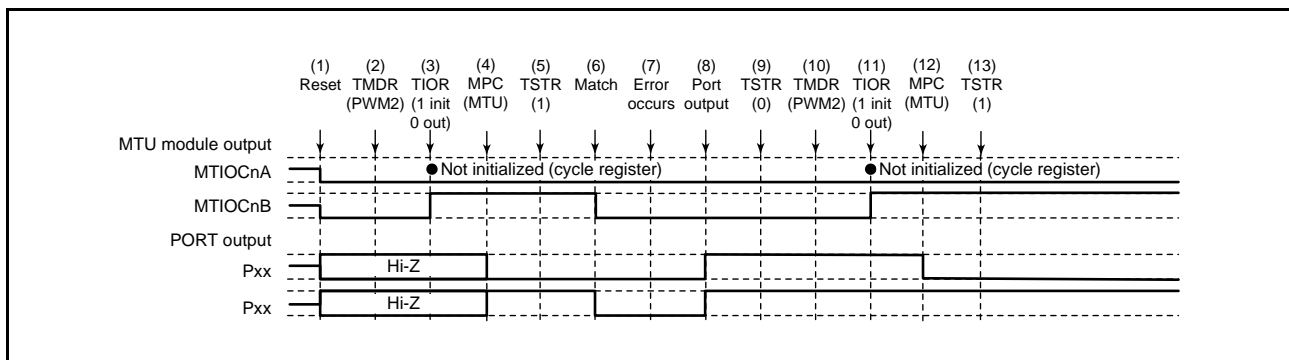 (1) (2) (3) (4) (5) (6) (7) (8) (9) (10) (11) (12) (13)
Reset TMDR TIOR MPC TSTR Match Error Port TSTR TMDR TIOR MPC TSTR
(PWM2) (1 init (MTU) (1) occurs output (0) (PWM2) (1 init (MTU) (1)
0 out) 0 out)
MTU module output
MTIOCnA Not initialized (cycle register) Not initialized (cycle register)
MTIOCnB
PORT output
Pxx Hi-Z
Pxx Hi-Z